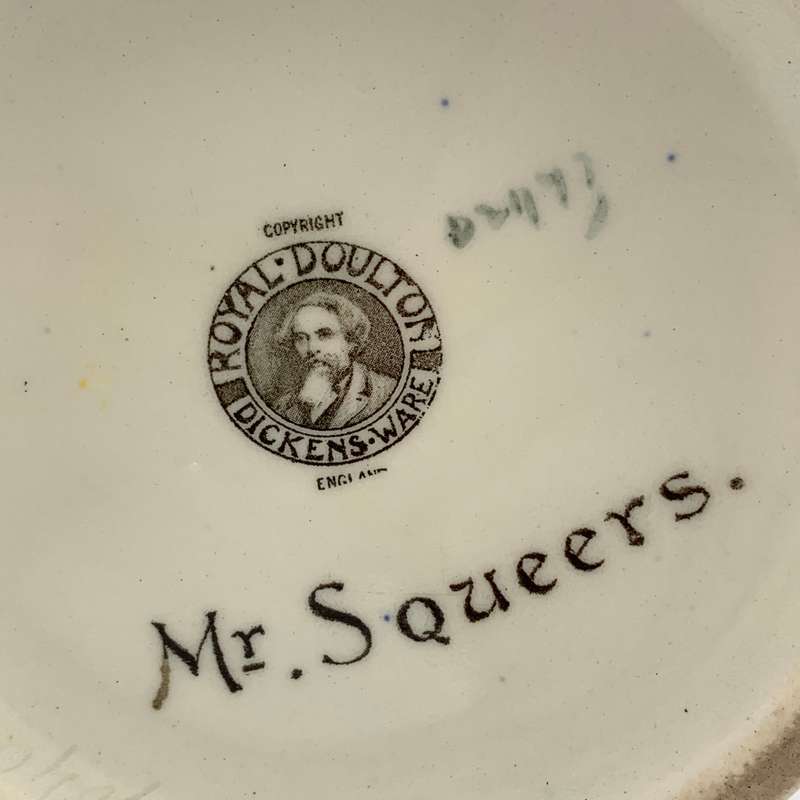 COPYRIGHT
ROYAL·DOULTON
DICKENS·WARE
ENGLAND
Mr. Squeers.